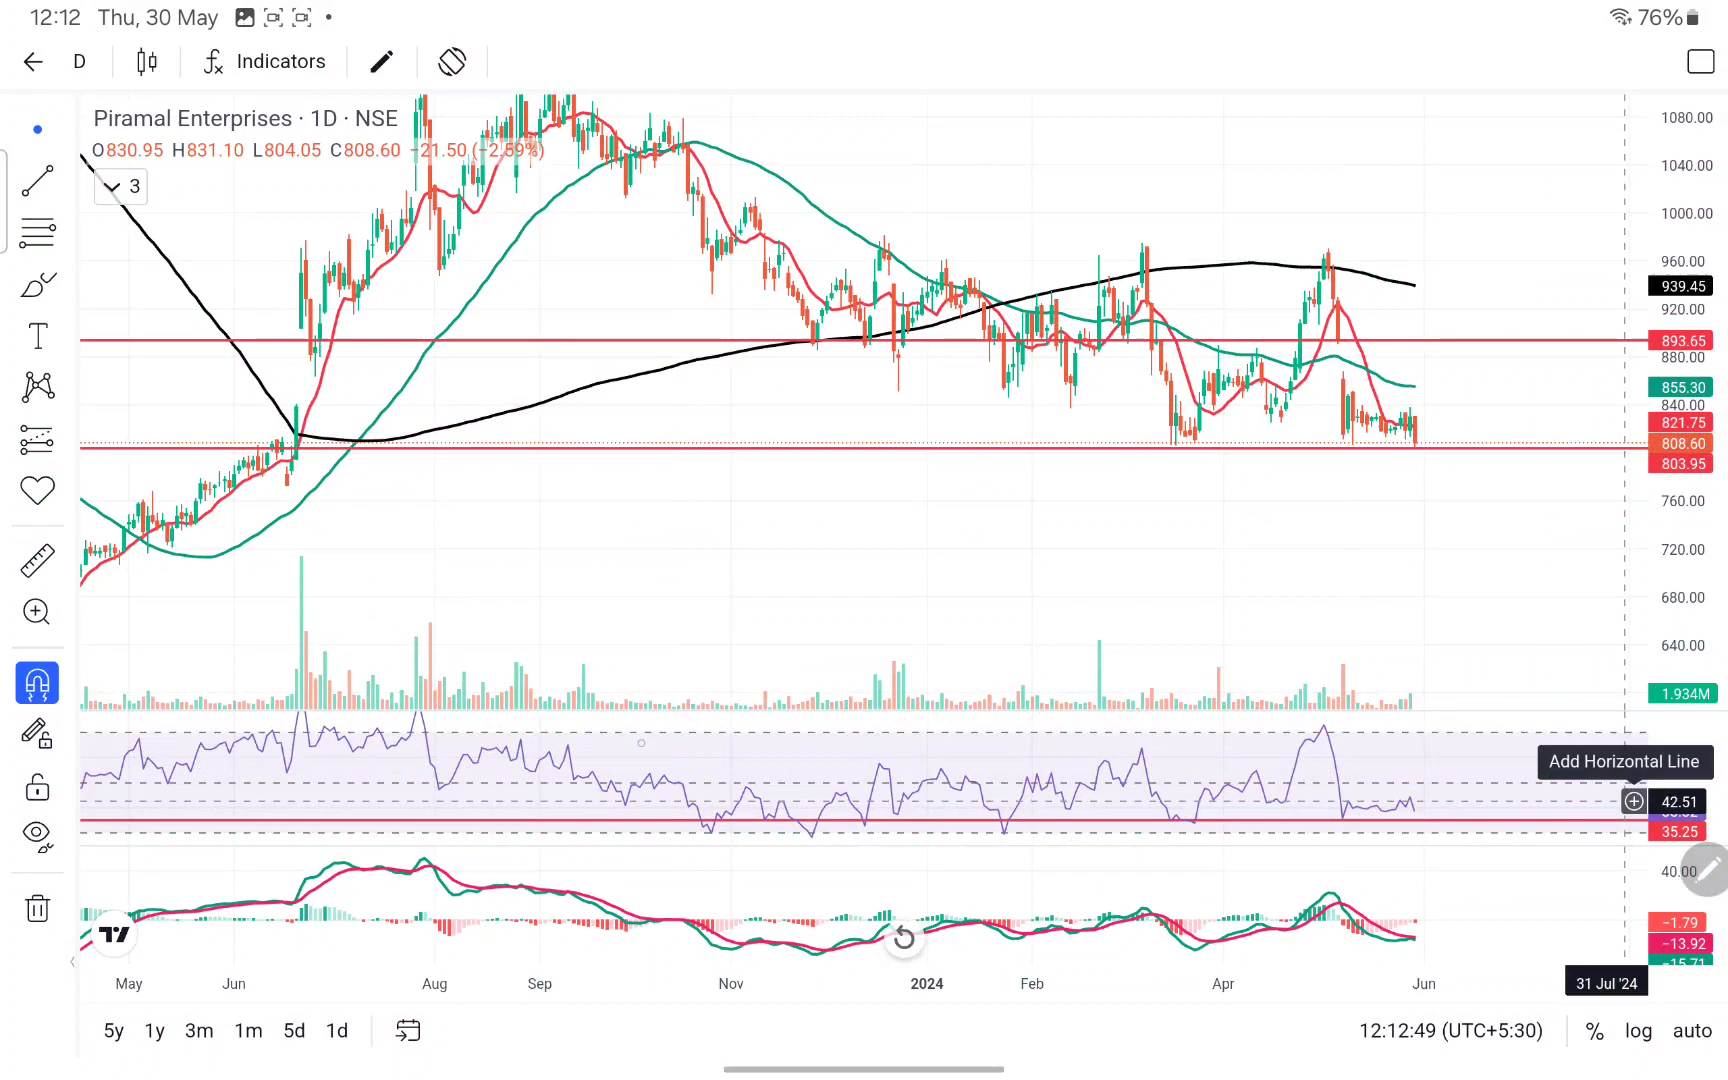 12:12 Thu, 30 May
76%
D
Indicators
Piramal Enterprises · 1D · NSE
O830.95 H831.10 L804.05 C808.60 −21.50 (−2.59%)
3
1080.00
1040.00
1000.00
960.00
939.45
920.00
893.65
880.00
855.30
840.00
821.75
808.60
803.95
760.00
720.00
680.00
640.00
1.934M
Add Horizontal Line
42.51
35.25
40.00
−1.79
−13.92
−15.71
May Jun Aug Sep Nov 2024 Feb Apr Jun 31 Jul '24
5y 1y 3m 1m 5d 1d
12:12:49 (UTC+5:30) % log auto